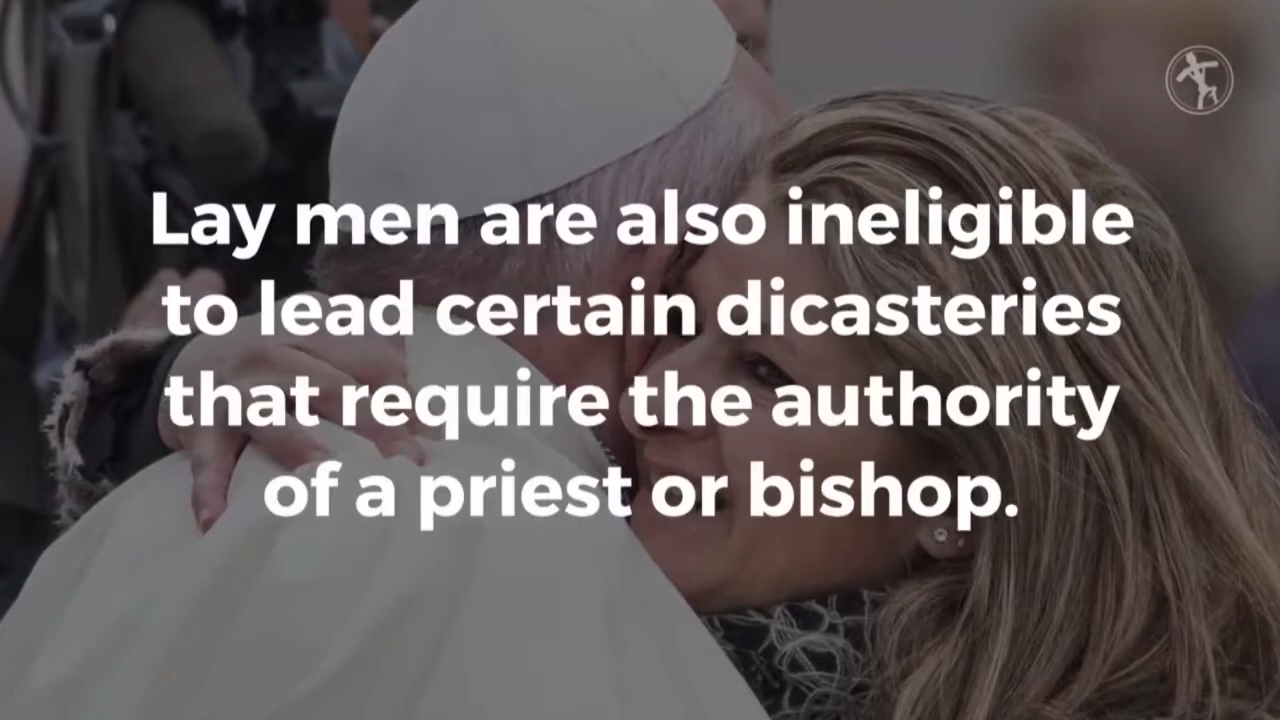 Lay men are also ineligible
to lead certain dicasteries
that require the authority
of a priest or bishop.